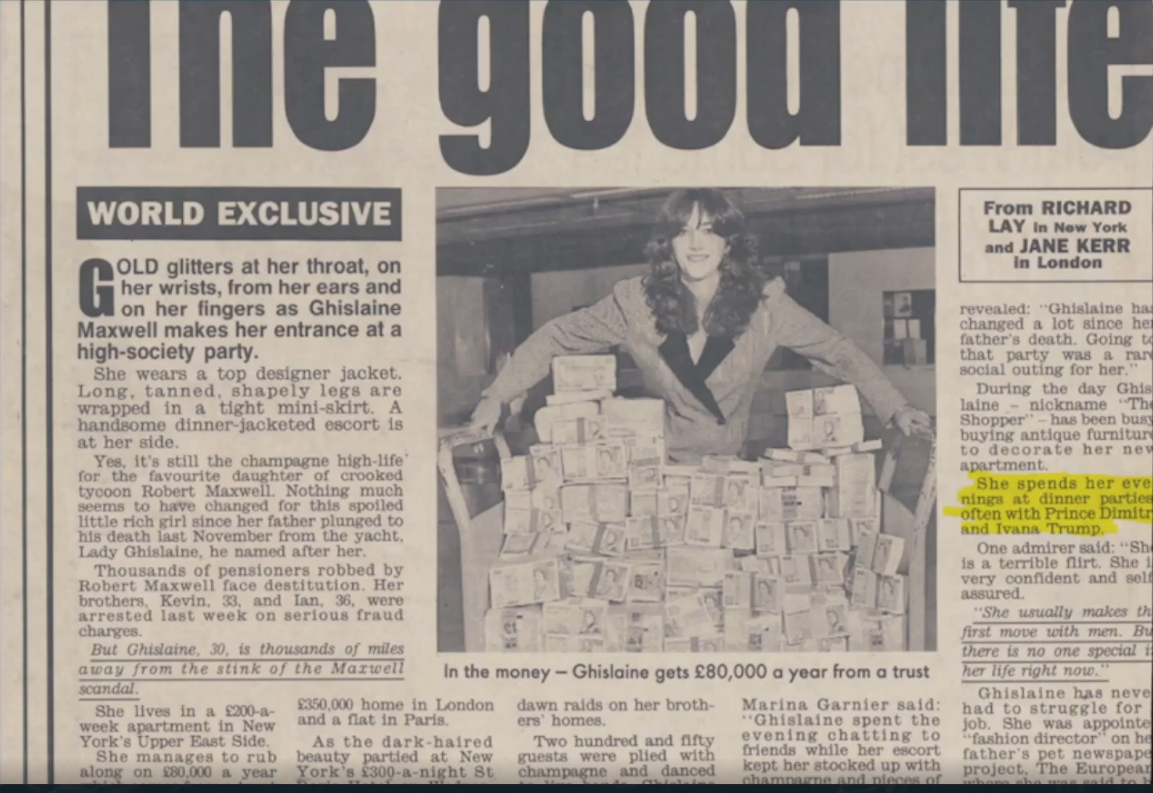 The good life
WORLD EXCLUSIVE
GOLD glitters at her throat, on
her wrists, from her ears and
on her fingers as Ghislaine
Maxwell makes her entrance at a
high-society party.
She wears a top designer jacket.
Long, tanned, shapely legs are
wrapped in a tight mini-skirt. A
handsome dinner-jacketed escort is
at her side.
Yes, it's still the champagne high-life
for the favourite daughter of crooked
tycoon Robert Maxwell. Nothing much
seems to have changed for this spoiled
little rich girl since her father plunged to
his death last November from the yacht,
Lady Ghislaine, he named after her.
Thousands of pensioners robbed by
Robert Maxwell face destitution. Her
brothers, Kevin, 33, and Ian, 36, were
arrested last week on serious fraud
charges.
But Ghislaine, 30, is thousands of miles
away from the stink of the Maxwell
scandal.
She lives in a £200-a-
week apartment in New
York's Upper East Side.
She manages to rub
along on £80,000 a year
In the money – Ghislaine gets £80,000 a year from a trust
£350,000 home in London
and a flat in Paris.
As the dark-haired
beauty partied at New
York's £300-a-night St
dawn raids on her broth-
ers' homes.
Two hundred and fifty
guests were plied with
champagne and danced
Marina Garnier said:
"Ghislaine spent the
evening chatting to
friends while her escort
kept her stocked up with
champagne and pieces of
From RICHARD
LAY in New York
and JANE KERR
in London
revealed: "Ghislaine has
changed a lot since her
father's death. Going to
that party was a rare
social outing for her."
During the day Ghis
laine – nickname "The
Shopper" – has been busy
buying antique furniture
to decorate her new
apartment.
She spends her eve
nings at dinner parties
often with Prince Dimitr
and Ivana Trump.
One admirer said: "She
is a terrible flirt. She i
very confident and self
assured.
"She usually makes th
first move with men. Bu
there is no one special i
her life right now."
Ghislaine has neve
had to struggle for
job. She was appointe
"fashion director" on he
father's pet newspape
project, The European
where she was said to b